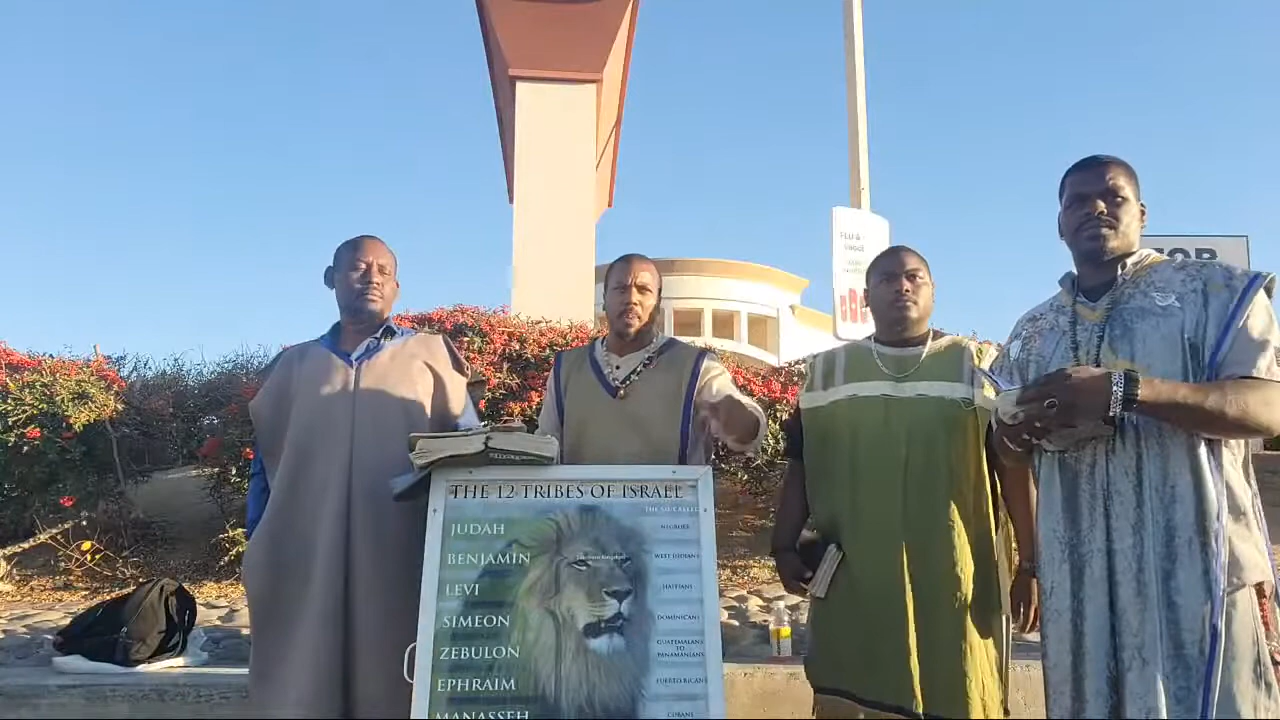 FLU &
THE 12 TRIBES OF ISRAEL
THE SO CALLED
JUDAH
NEGROES
BENJAMIN
WEST INDIANS
LEVI
HAITIANS
SIMEON
DOMINICANS
ZEBULON
GUATEMALANS
TO
PANAMANIANS
EPHRAIM
PUERTO RICANS
MANASSEH
CUBANS